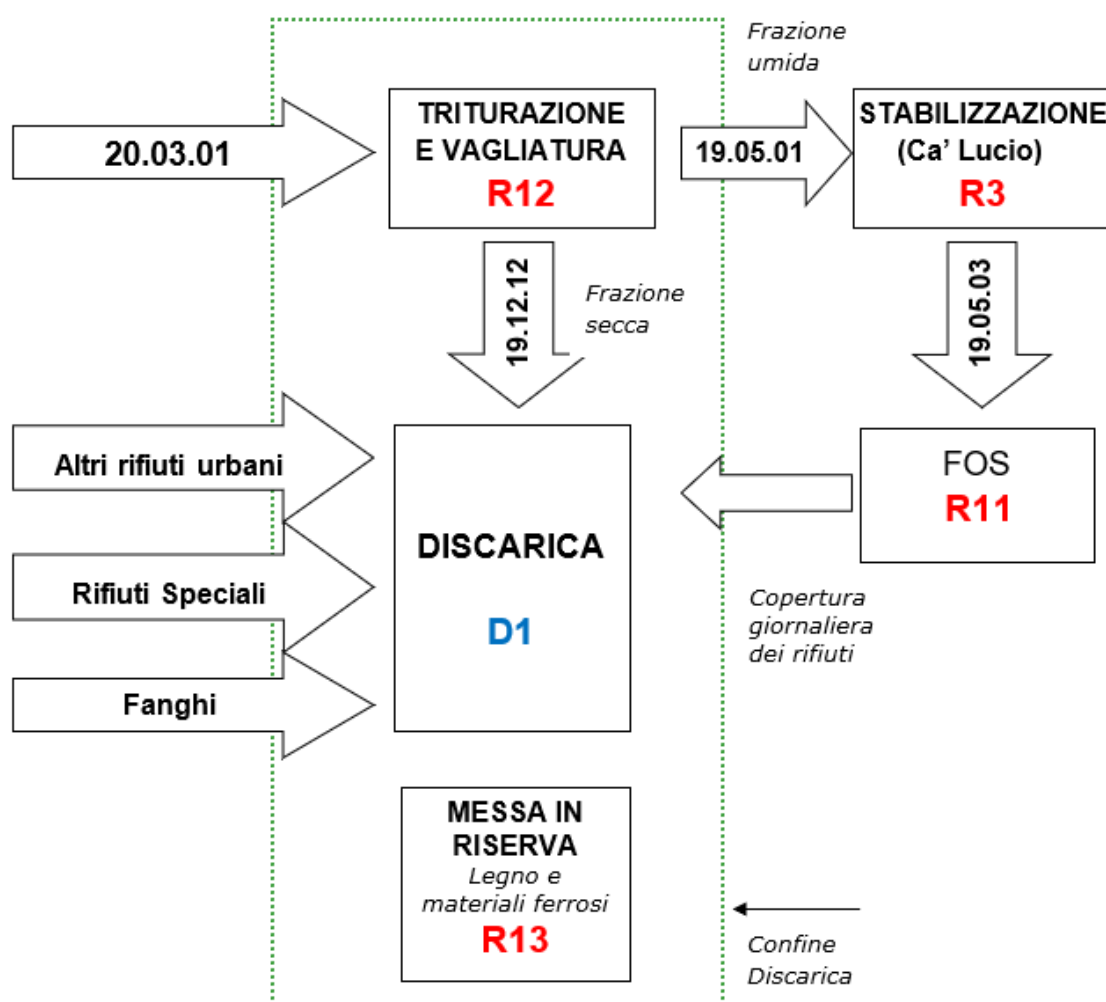 Frazione
umida
20.03.01
TRITURAZIONE
E VAGLIATURA
R12
19.05.01
STABILIZZAZIONE
(Ca' Lucio)
R3
19.12.12
Frazione
secca
19.05.03
Altri rifiuti urbani
Rifiuti Speciali
Fanghi
DISCARICA
D1
FOS
R11
Copertura
giornaliera
dei rifiuti
MESSA IN
RISERVA
Legno e
materiali ferrosi
R13
Confine
Discarica